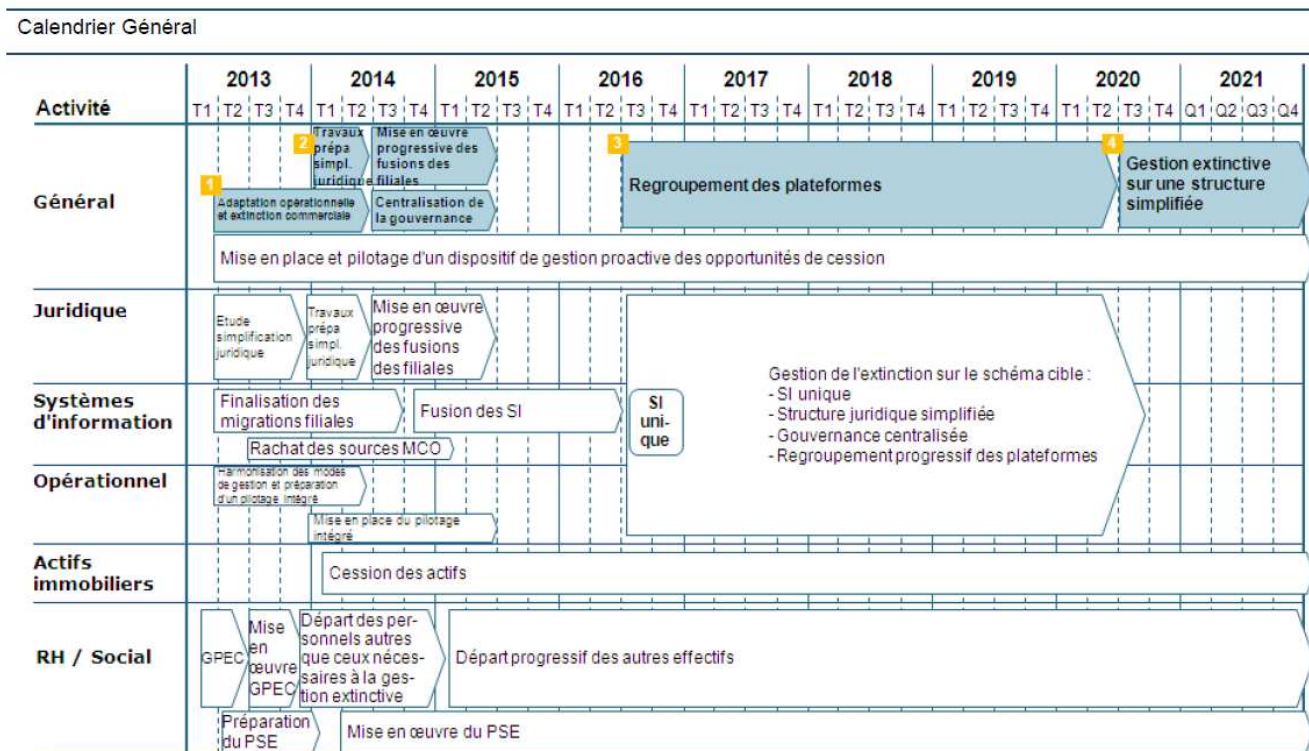 Calendrier Général
2013 2014 2015 2016 2017 2018 2019 2020 2021
Activité T1 T2 T3 T4 T1 T2 T3 T4 T1 T2 T3 T4 T1 T2 T3 T4 T1 T2 T3 T4 T1 T2 T3 T4 T1 T2 T3 T4 T1 T2 T3 T4 Q1 Q2 Q3 Q4
Général
1
Adaptation opérationnelle
et extinction commerciale
2
Travaux
prépa
simpl.
juridique
Mise en œuvre
progressive des
fusions des
filiales
Centralisation de
la gouvernance
3
Regroupement des plateformes
4
Gestion extinctive
sur une structure
simplifiée
Mise en place et pilotage d'un dispositif de gestion proactive des opportunités de cession
Juridique
Etude
simplification
juridique
Travaux
prépa
simpl.
juridique
Mise en œuvre
progressive
des fusions
des filiales
Systèmes
d'information
Finalisation des
migrations filiales
Fusion des SI
Rachat des sources MCO
SI
uni-
que
Gestion de l'extinction sur le schéma cible :
- SI unique
- Structure juridique simplifiée
- Gouvernance centralisée
- Regroupement progressif des plateformes
Opérationnel
Harmonisation des modes
de gestion et préparation
d'un pilotage intégré
Mise en place du pilotage
intégré
Actifs
immobiliers
Cession des actifs
RH / Social
GPEC
Mise
en
œuvre
GPEC
Départ des per-
sonnels autres
que ceux néces-
saires à la ges-
tion extinctive
Départ progressif des autres effectifs
Préparation
du PSE
Mise en œuvre du PSE